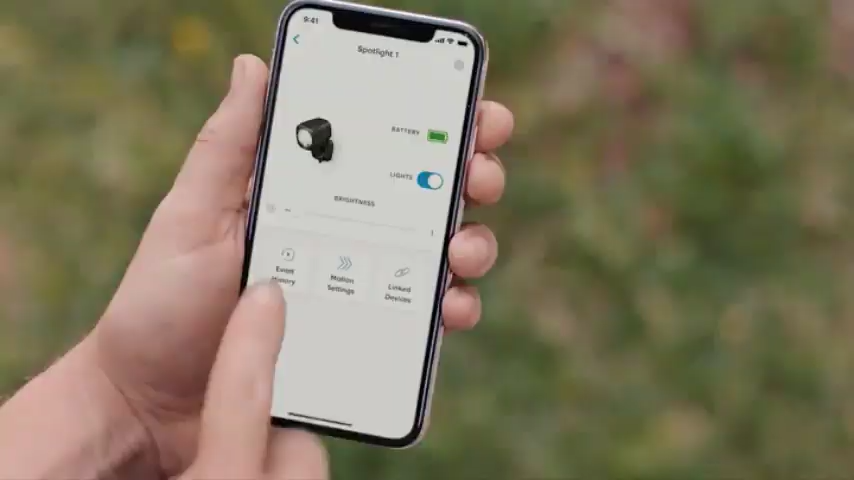 9:41
Spotlight 1
BATTERY
LIGHTS
BRIGHTNESS
Event
History
Motion
Settings
Linked
Devices